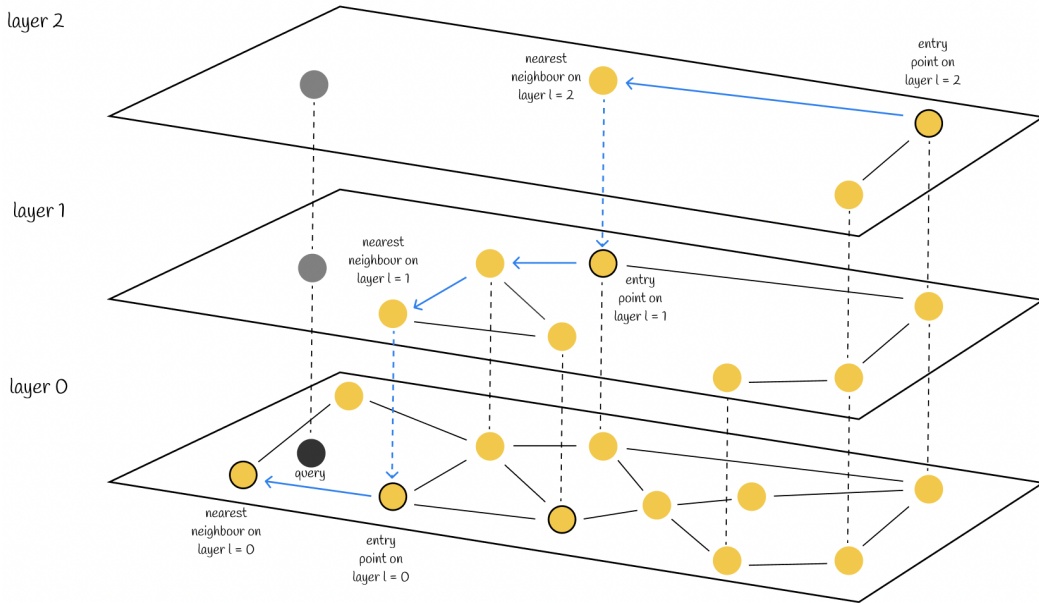 layer 2
entry
point on
layer l = 2
nearest
neighbour on
layer l = 2
layer 1
nearest
neighbour on
layer l = 1
entry
point on
layer l = 1
layer 0
query
nearest
neighbour on
layer l = 0
entry
point on
layer l = 0